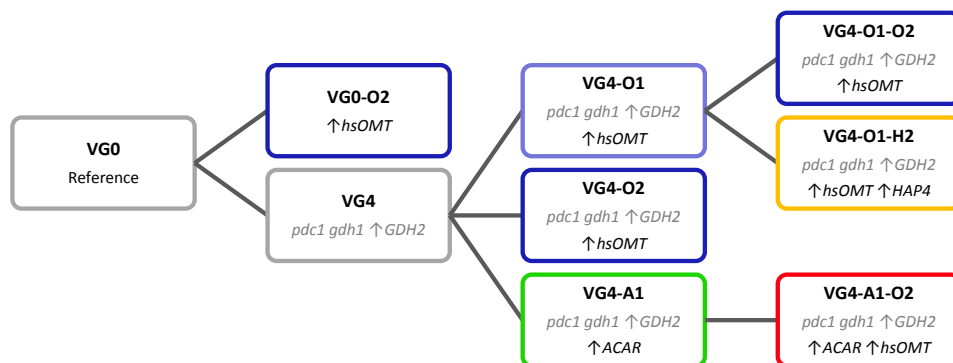 VG0
Reference
VG0-O2
↑hsOMT
VG4
pdc1 gdh1 ↑GDH2
VG4-O1
pdc1 gdh1 ↑GDH2
↑hsOMT
VG4-O2
pdc1 gdh1 ↑GDH2
↑hsOMT
VG4-A1
pdc1 gdh1 ↑GDH2
↑ACAR
VG4-O1-O2
pdc1 gdh1 ↑GDH2
↑hsOMT
VG4-O1-H2
pdc1 gdh1 ↑GDH2
↑hsOMT ↑HAP4
VG4-A1-O2
pdc1 gdh1 ↑GDH2
↑ACAR ↑hsOMT